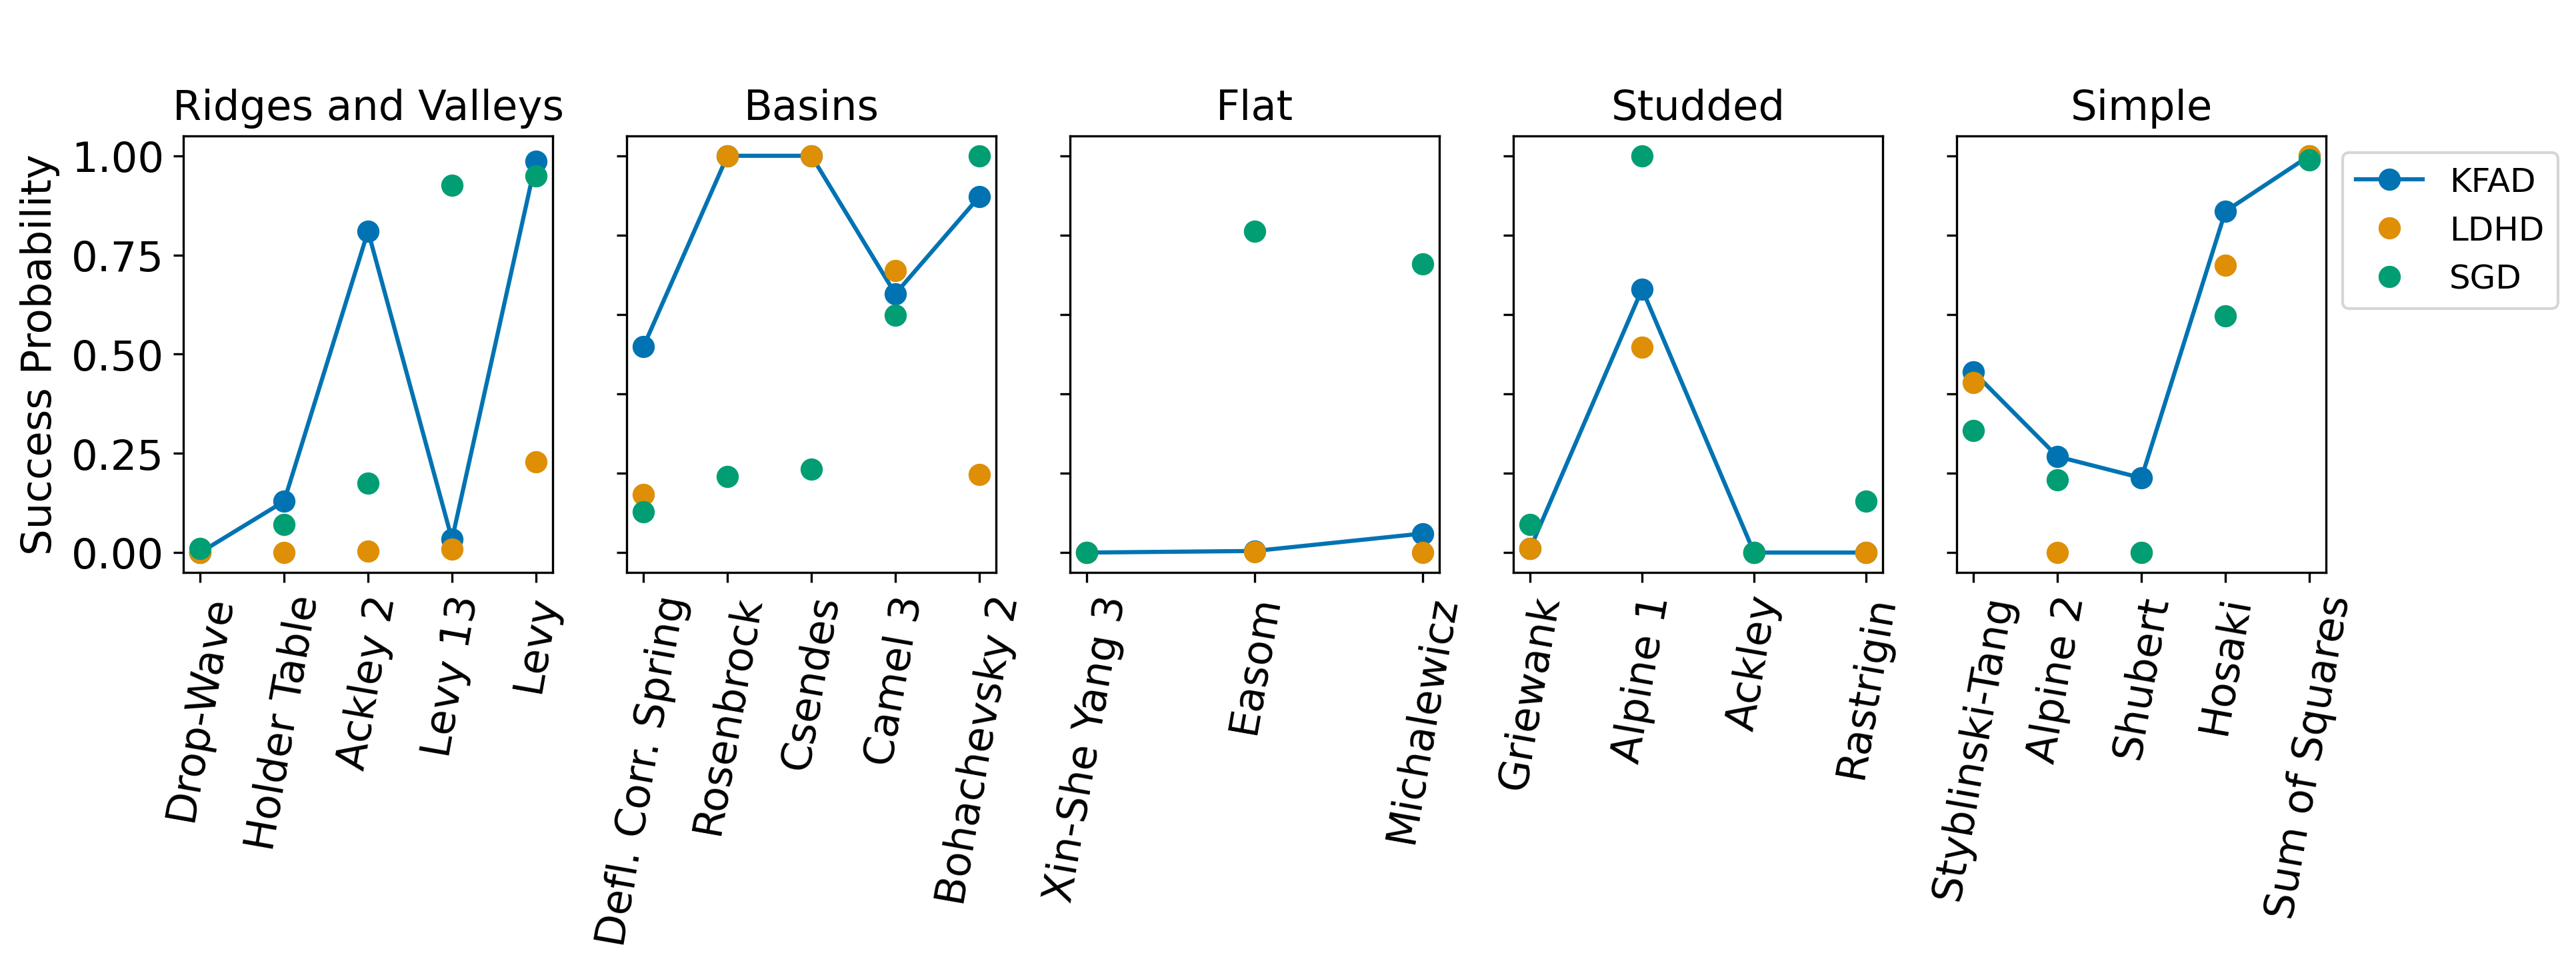 Ridges and Valleys
Basins
Flat
Studded
Simple
Success Probability
1.00
0.75
0.50
0.25
0.00
KFAD
LDHD
SGD
Drop-Wave
Holder Table
Ackley 2
Levy 13
Levy
Defl. Corr. Spring
Rosenbrock
Csendes
Camel 3
Bohachevsky 2
Xin-She Yang 3
Easom
Michalewicz
Griewank
Alpine 1
Ackley
Rastrigin
Styblinski-Tang
Alpine 2
Shubert
Hosaki
Sum of Squares